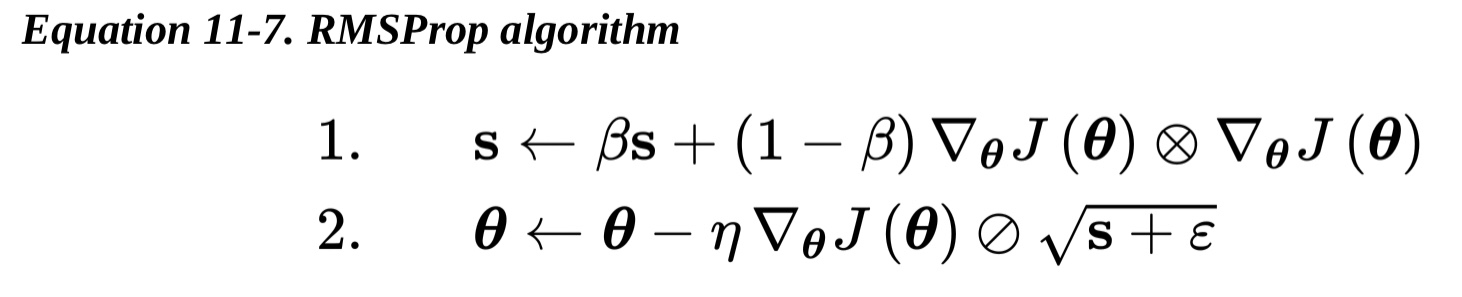 Equation 11-7. RMSProp algorithm
1. s ← βs + (1 − β) ∇θJ (θ) ⊗ ∇θJ (θ)
2. θ ← θ − η ∇θJ (θ) ⊘ √(s + ε)